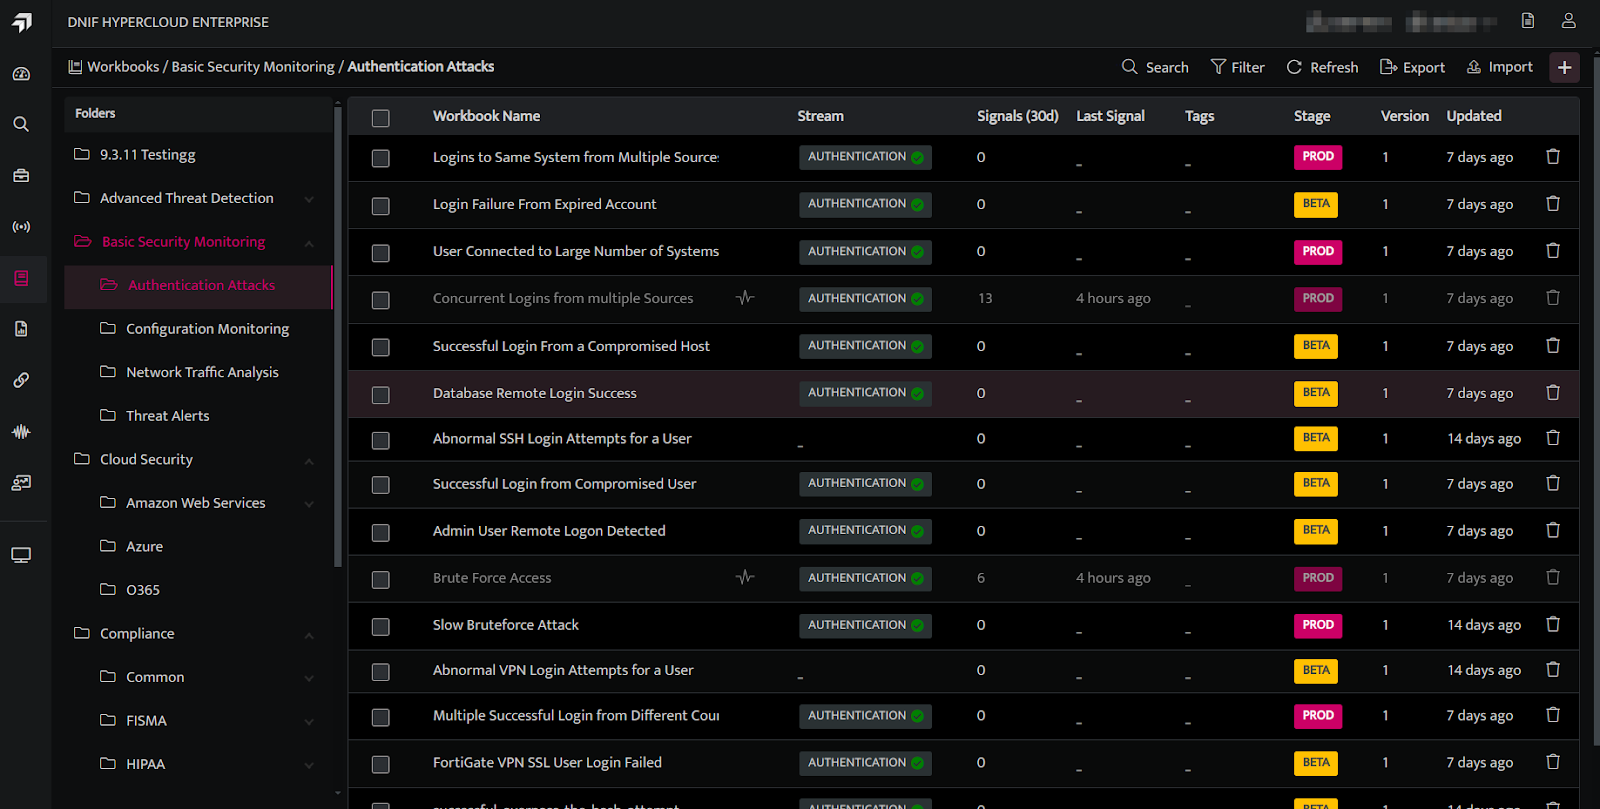 DNIF HYPERCLOUD ENTERPRISE
Workbooks / Basic Security Monitoring / Authentication Attacks
Search Filter Refresh Export Import
Folders
9.3.11 Testingg
Advanced Threat Detection
Basic Security Monitoring
Authentication Attacks
Configuration Monitoring
Network Traffic Analysis
Threat Alerts
Cloud Security
Amazon Web Services
Azure
O365
Compliance
Common
FISMA
HIPAA
Workbook Name Stream Signals (30d) Last Signal Tags Stage Version Updated
Logins to Same System from Multiple Source AUTHENTICATION 0 _ _ PROD 1 7 days ago
Login Failure From Expired Account AUTHENTICATION 0 _ _ BETA 1 7 days ago
User Connected to Large Number of Systems AUTHENTICATION 0 _ _ PROD 1 7 days ago
Concurrent Logins from multiple Sources AUTHENTICATION 13 4 hours ago _ PROD 1 7 days ago
Successful Login From a Compromised Host AUTHENTICATION 0 _ _ BETA 1 7 days ago
Database Remote Login Success AUTHENTICATION 0 _ _ BETA 1 7 days ago
Abnormal SSH Login Attempts for a User _ 0 _ _ BETA 1 14 days ago
Successful Login from Compromised User AUTHENTICATION 0 _ _ BETA 1 7 days ago
Admin User Remote Logon Detected AUTHENTICATION 0 _ _ BETA 1 7 days ago
Brute Force Access AUTHENTICATION 6 4 hours ago _ PROD 1 7 days ago
Slow Bruteforce Attack AUTHENTICATION 0 _ _ PROD 1 14 days ago
Abnormal VPN Login Attempts for a User _ 0 _ _ BETA 1 14 days ago
Multiple Successful Login from Different Cou AUTHENTICATION 0 _ _ PROD 1 7 days ago
FortiGate VPN SSL User Login Failed AUTHENTICATION 0 _ _ BETA 1 7 days ago